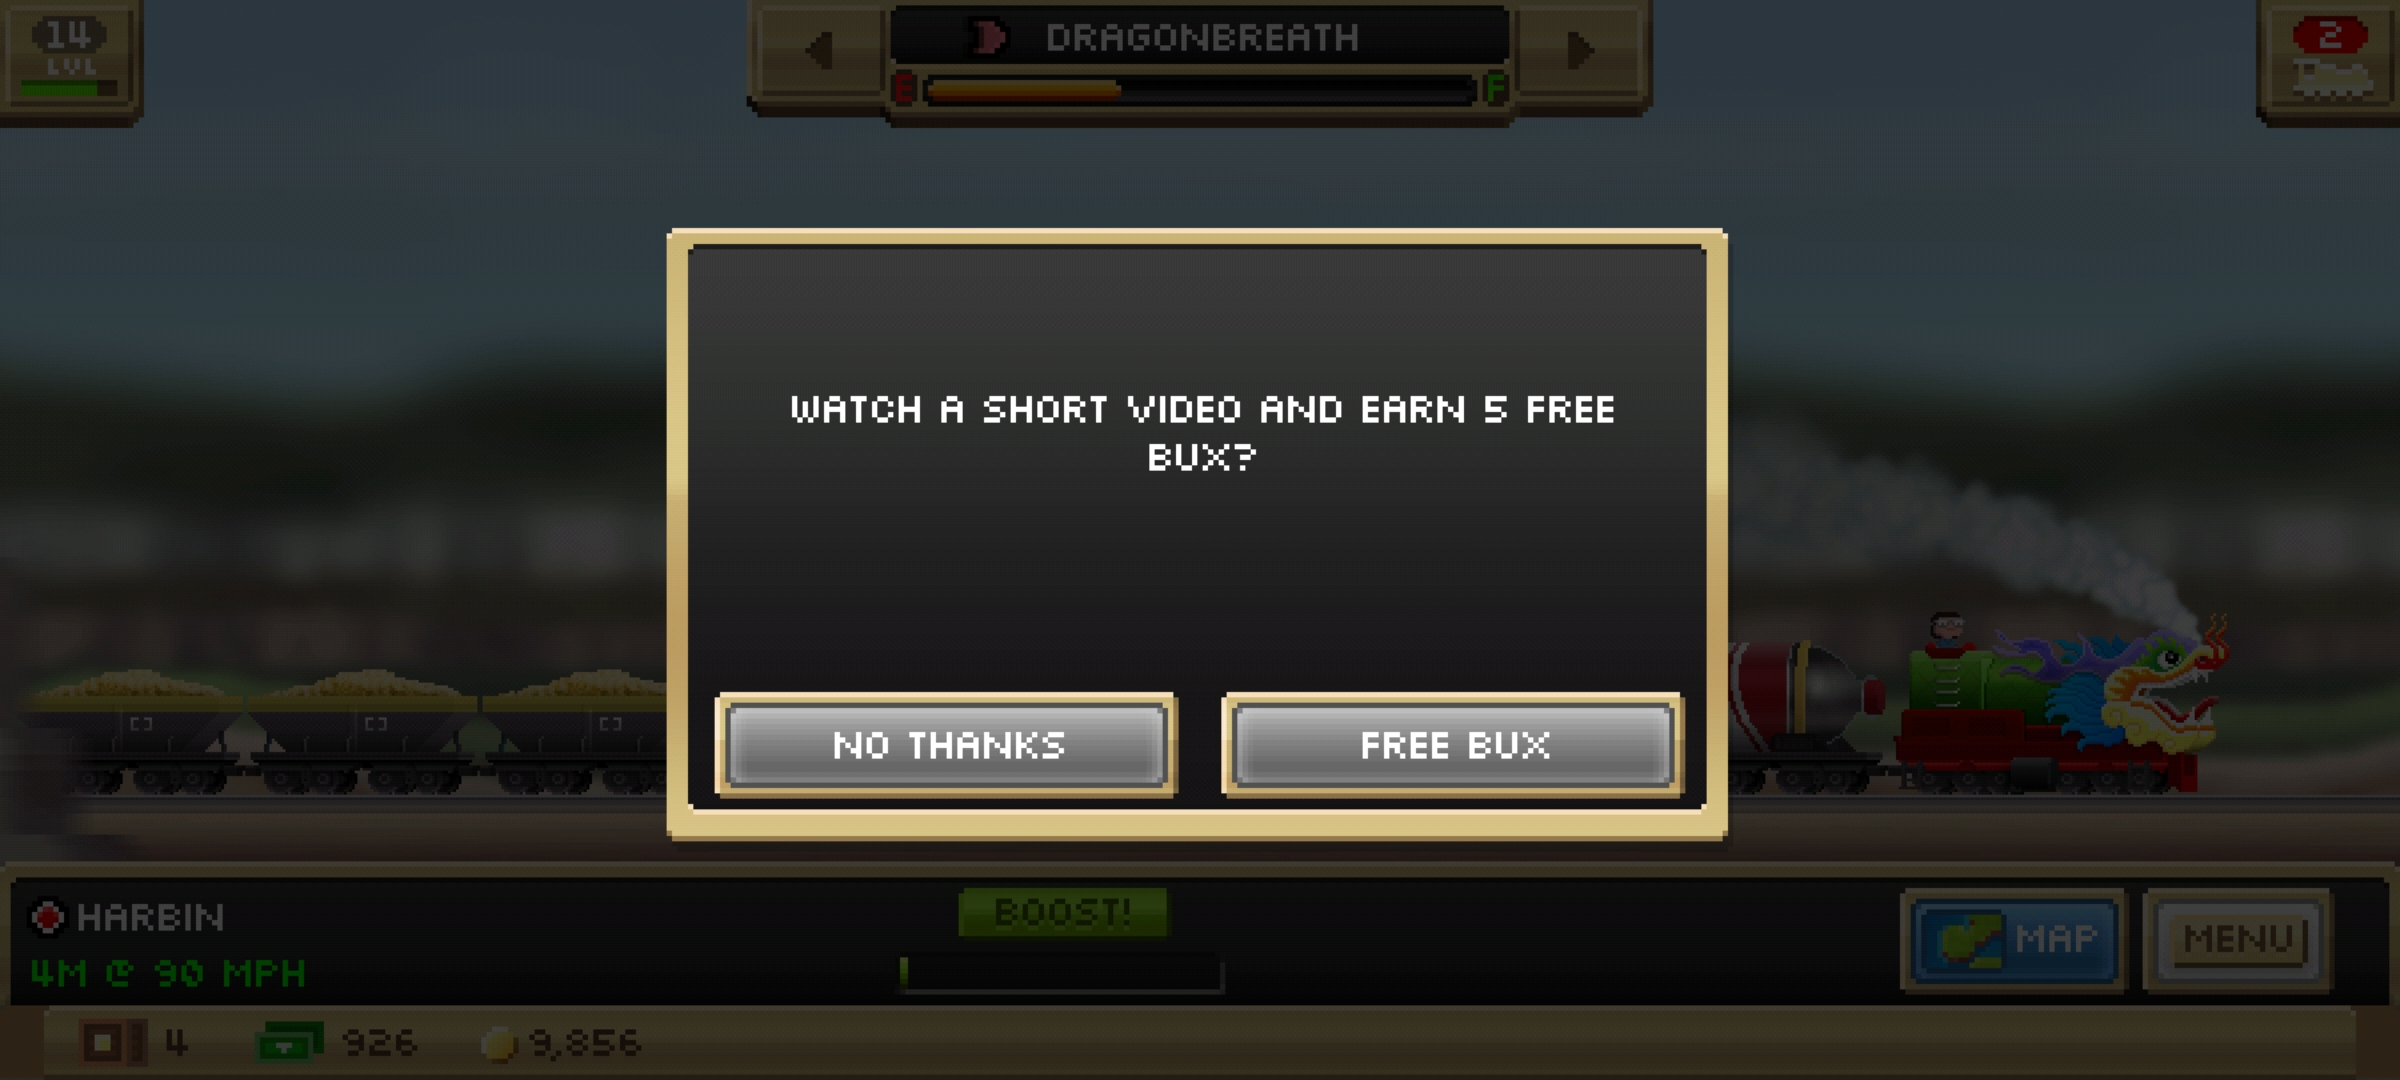 14
LVL
DRAGONBREATH
E F
2
WATCH A SHORT VIDEO AND EARN 5 FREE
BUX?
NO THANKS
FREE BUX
HARBIN
4M @ 90 MPH
BOOST!
MAP
MENU
4
926
9,856